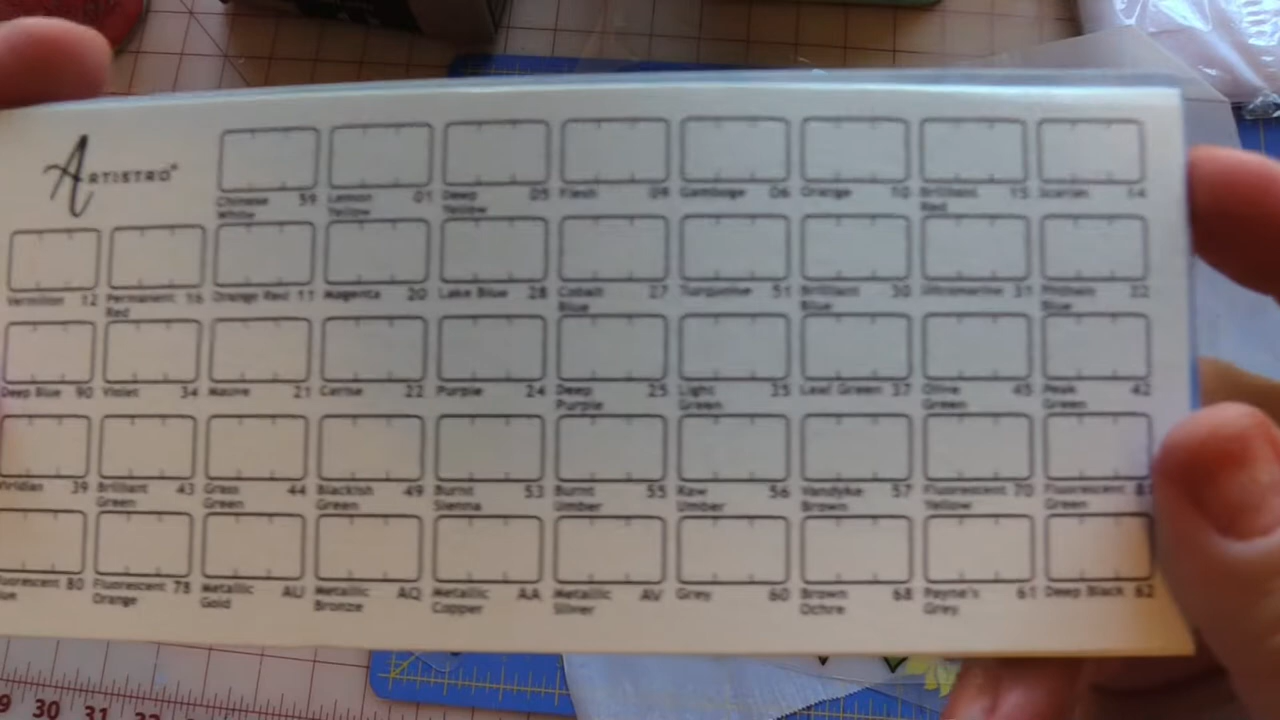 ARTISTRO
Chinese White 59 Lemon Yellow 01 Deep Yellow 05 Flesh 09 Gamboge 06 Orange 10 Brilliant Red 15 Scarlet 14
Vermilion 12 Permanent Red 16 Orange Red 11 Magenta 20 Lake Blue 28 Cobalt Blue 27 Turquoise 51 Brilliant Blue 30 Ultramarine 31 Blue
Deep Blue 90 Violet 34 Mauve 21 Cerise 22 Purple 24 Deep Purple 25 Light Green 35 Leaf Green 37 Olive Green 45 Peak Green 42
Viridian 39 Brilliant Green 43 Grass Green 44 Blackish Green 49 Burnt Sienna 53 Burnt Umber 55 Raw Umber 56 Vandyke Brown 57 Fluorescent Yellow 70 Fluorescent Green
80 Fluorescent Orange 78 Metallic Gold AU Metallic Bronze AQ Metallic Copper AA Metallic Silver AV Grey 60 Brown Ochre 68 Payne's Grey 61 Deep Black 62
30 31